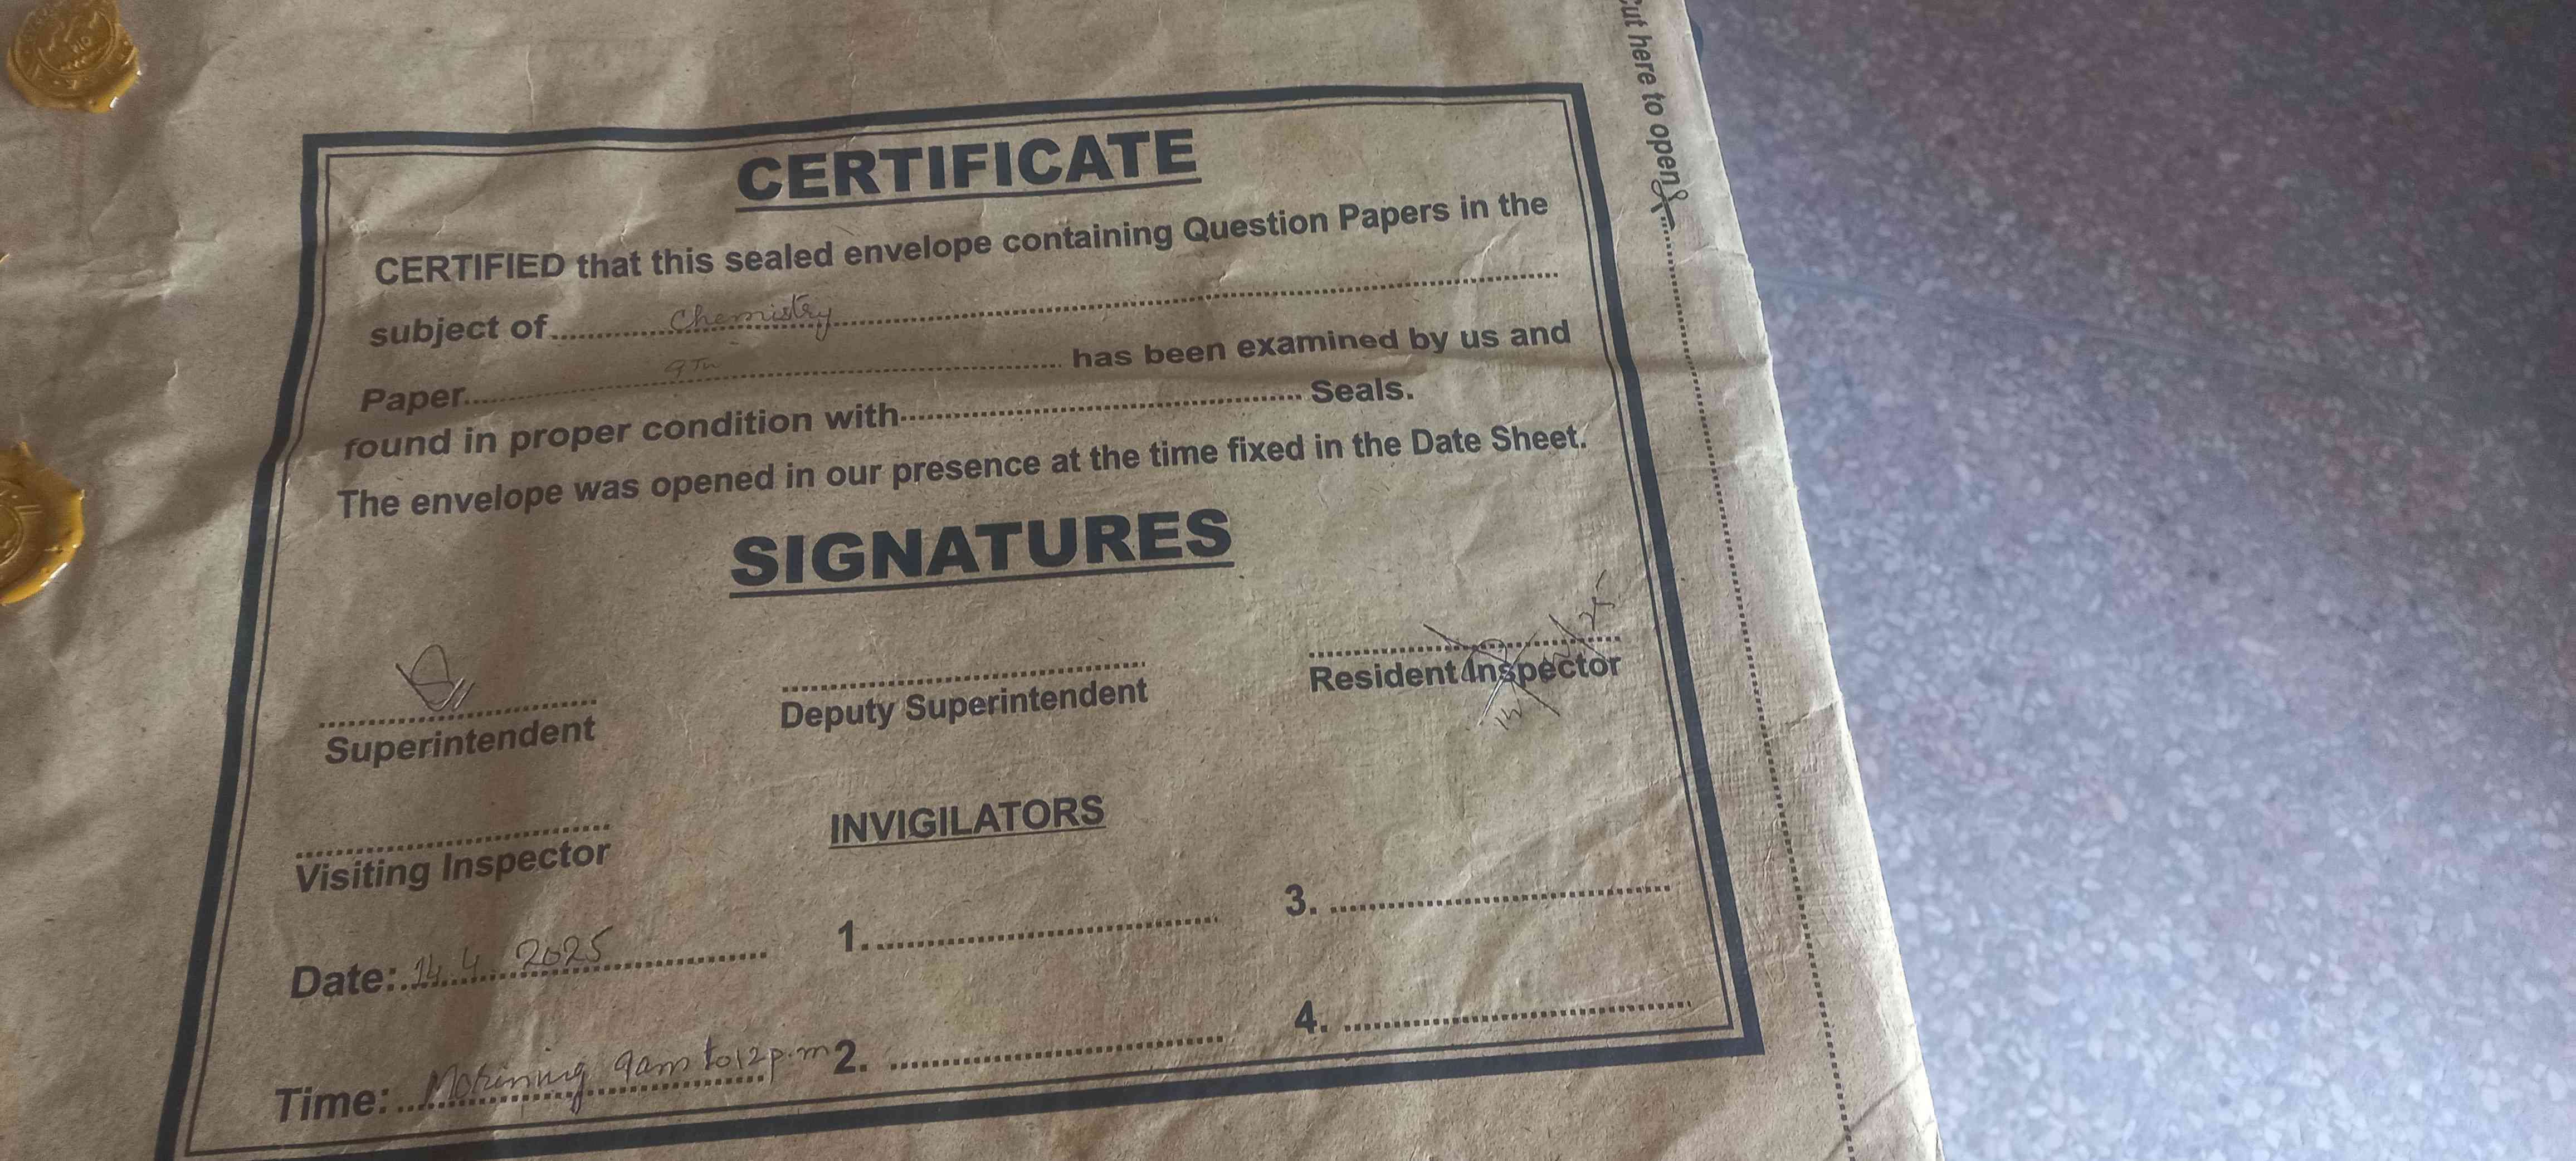 Cut here to open
CERTIFICATE
CERTIFIED that this sealed envelope containing Question Papers in the
subject of........Chemistry........
Paper........9TH........ has been examined by us and
found in proper condition with........ Seals.
The envelope was opened in our presence at the time fixed in the Date Sheet.
SIGNATURES
Superintendent
Deputy Superintendent
Resident Inspector
Visiting Inspector
INVIGILATORS
Date: 14.4.2025
1.
3.
Time: Morining 9am to 12p.m
2.
4.